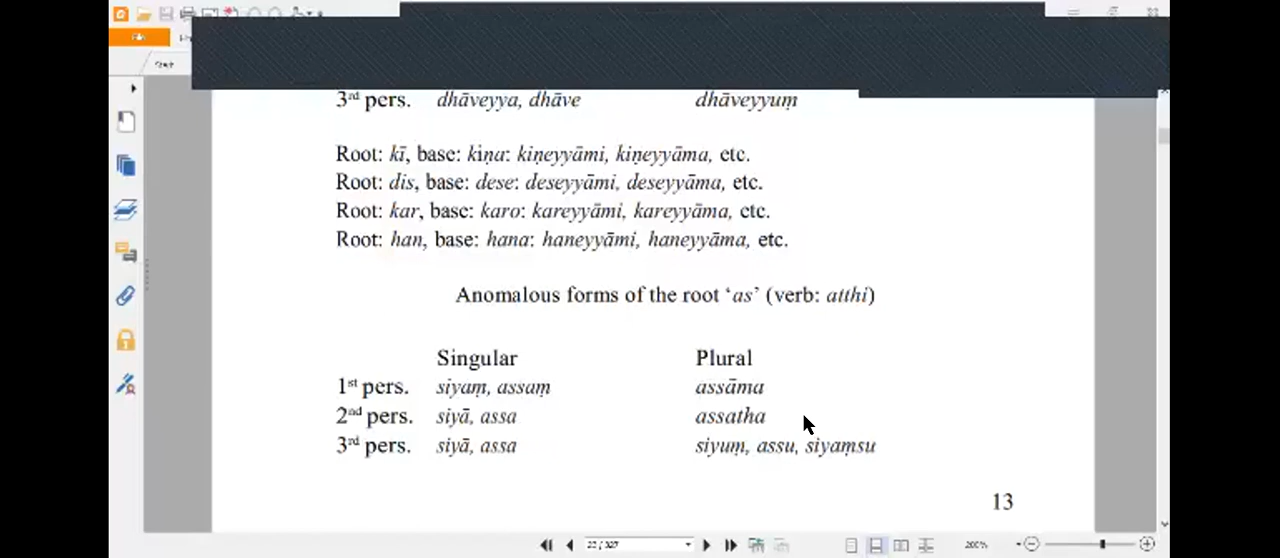 3rd pers. dhāveyya, dhāve dhāveyyuṃ
Root: kī, base: kiṇa: kiṇeyyāmi, kiṇeyyāma, etc.
Root: dis, base: dese: deseyyāmi, deseyyāma, etc.
Root: kar, base: karo: kareyyāmi, kareyyāma, etc.
Root: han, base: hana: haneyyāmi, haneyyāma, etc.
Anomalous forms of the root ‘as’ (verb: atthi)
Singular Plural
1st pers. siyaṃ, assaṃ assāma
2nd pers. siyā, assa assatha
3rd pers. siyā, assa siyuṃ, assu, siyaṃsu
13
200%